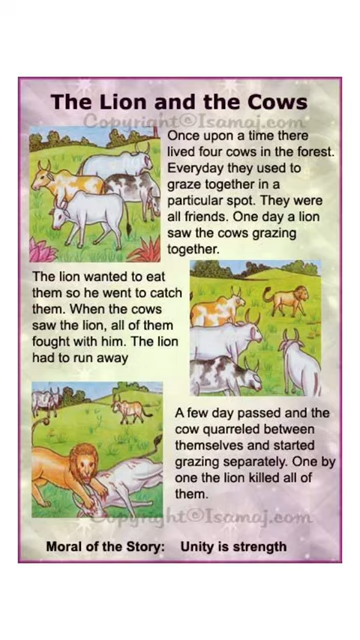 The Lion and the Cows
Copyright©Isamaj.com
Once upon a time there
lived four cows in the forest.
Everyday they used to
graze together in a
particular spot. They were
all friends. One day a lion
saw the cows grazing
together.
The lion wanted to eat
them so he went to catch
them. When the cows
saw the lion, all of them
fought with him. The lion
had to run away
A few day passed and the
cow quarreled between
themselves and started
grazing separately. One by
one the lion killed all of
them.
Copyright©Isamaj.com
Moral of the Story: Unity is strength